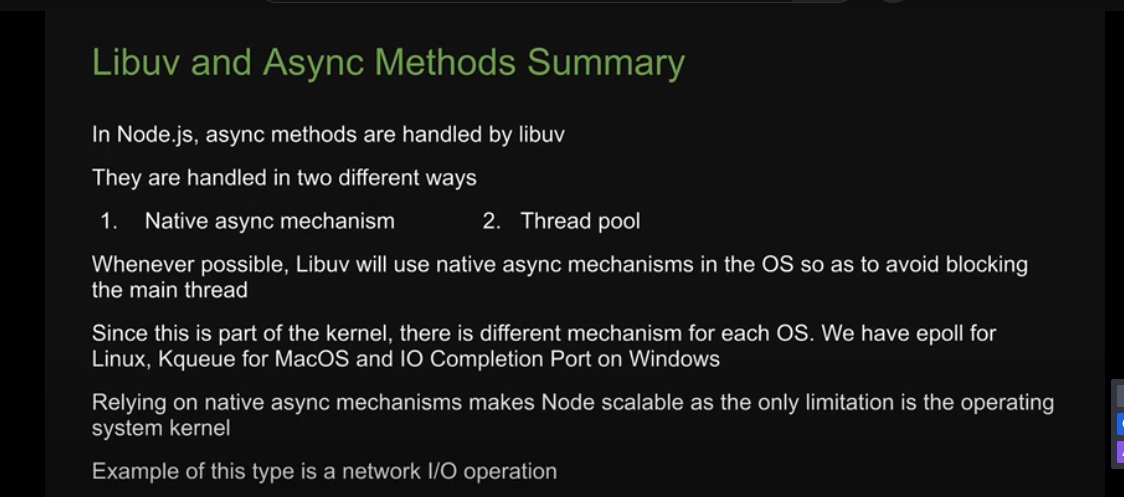 Libuv and Async Methods Summary
In Node.js, async methods are handled by libuv
They are handled in two different ways
1. Native async mechanism 2. Thread pool
Whenever possible, Libuv will use native async mechanisms in the OS so as to avoid blocking
the main thread
Since this is part of the kernel, there is different mechanism for each OS. We have epoll for
Linux, Kqueue for MacOS and IO Completion Port on Windows
Relying on native async mechanisms makes Node scalable as the only limitation is the operating
system kernel
Example of this type is a network I/O operation